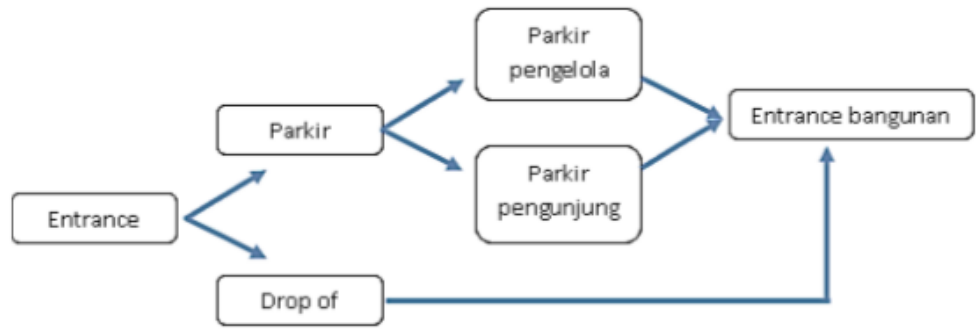 Parkir
pengelola
Parkir
Entrance bangunan
Parkir
pengunjung
Entrance
Drop of